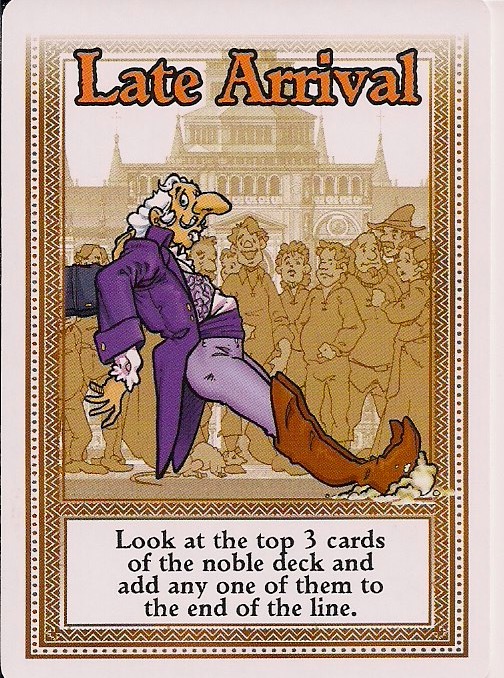 Late Arrival
Look at the top 3 cards
of the noble deck and
add any one of them to
the end of the line.